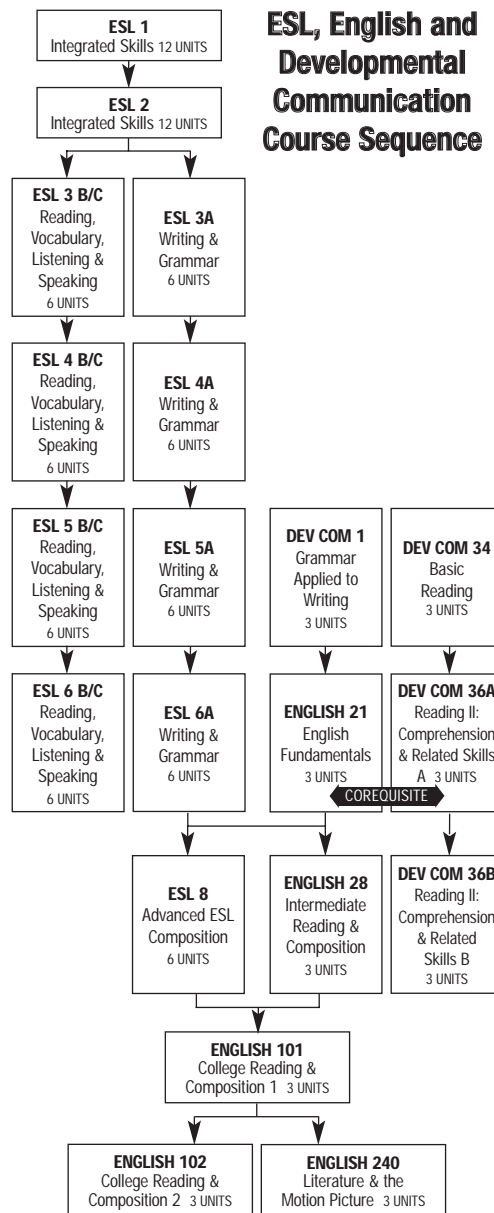 ESL, English and
Developmental
Communication
Course Sequence
ESL 1
Integrated Skills 12 UNITS
ESL 2
Integrated Skills 12 UNITS
ESL 3 B/C
Reading,
Vocabulary,
Listening &
Speaking
6 UNITS
ESL 3A
Writing &
Grammar
6 UNITS
ESL 4 B/C
Reading,
Vocabulary,
Listening &
Speaking
6 UNITS
ESL 4A
Writing &
Grammar
6 UNITS
ESL 5 B/C
Reading,
Vocabulary,
Listening &
Speaking
6 UNITS
ESL 5A
Writing &
Grammar
6 UNITS
DEV COM 1
Grammar
Applied to
Writing
3 UNITS
DEV COM 34
Basic
Reading
3 UNITS
ESL 6 B/C
Reading,
Vocabulary,
Listening &
Speaking
6 UNITS
ESL 6A
Writing &
Grammar
6 UNITS
ENGLISH 21
English
Fundamentals
3 UNITS
DEV COM 36A
Reading II:
Comprehension
& Related Skills
A 3 UNITS
COREQUISITE
ESL 8
Advanced ESL
Composition
6 UNITS
ENGLISH 28
Intermediate
Reading &
Composition
3 UNITS
DEV COM 36B
Reading II:
Comprehension
& Related
Skills B
3 UNITS
ENGLISH 101
College Reading &
Composition 1 3 UNITS
ENGLISH 102
College Reading &
Composition 2 3 UNITS
ENGLISH 240
Literature & the
Motion Picture 3 UNITS